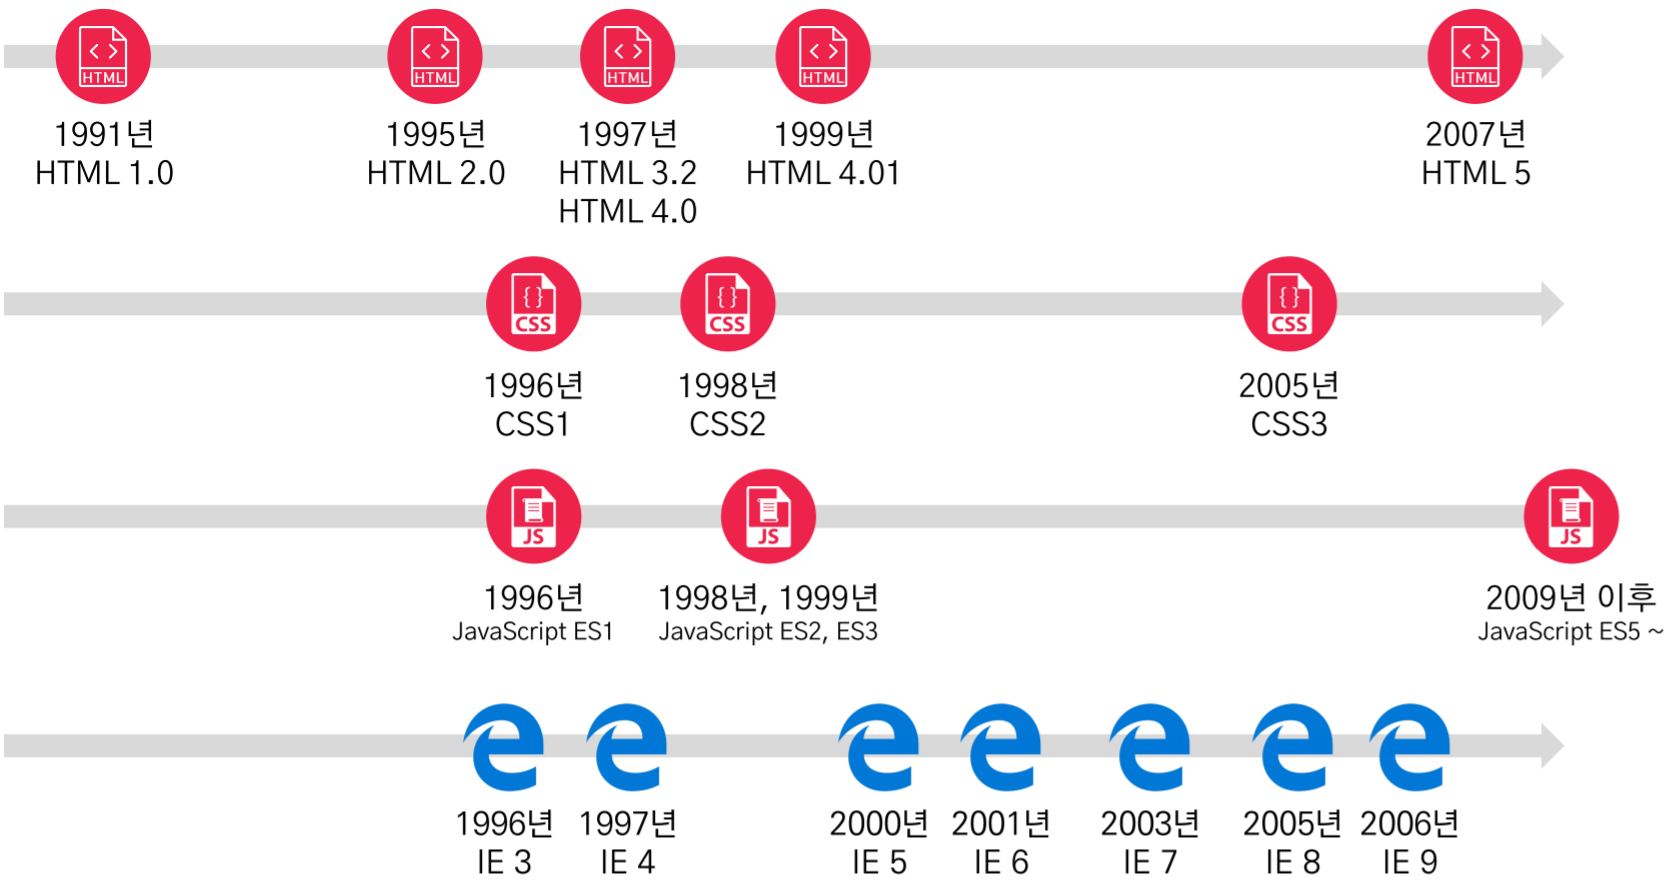 HTML
HTML
HTML
HTML
HTML
1991년
HTML 1.0
1995년
HTML 2.0
1997년
HTML 3.2
HTML 4.0
1999년
HTML 4.01
2007년
HTML 5
{ }
CSS
{ }
CSS
{ }
CSS
1996년
CSS1
1998년
CSS2
2005년
CSS3
JS
JS
JS
1996년
JavaScript ES1
1998년, 1999년
JavaScript ES2, ES3
2009년 이후
JavaScript ES5 ~
1996년
IE 3
1997년
IE 4
2000년
IE 5
2001년
IE 6
2003년
IE 7
2005년
IE 8
2006년
IE 9